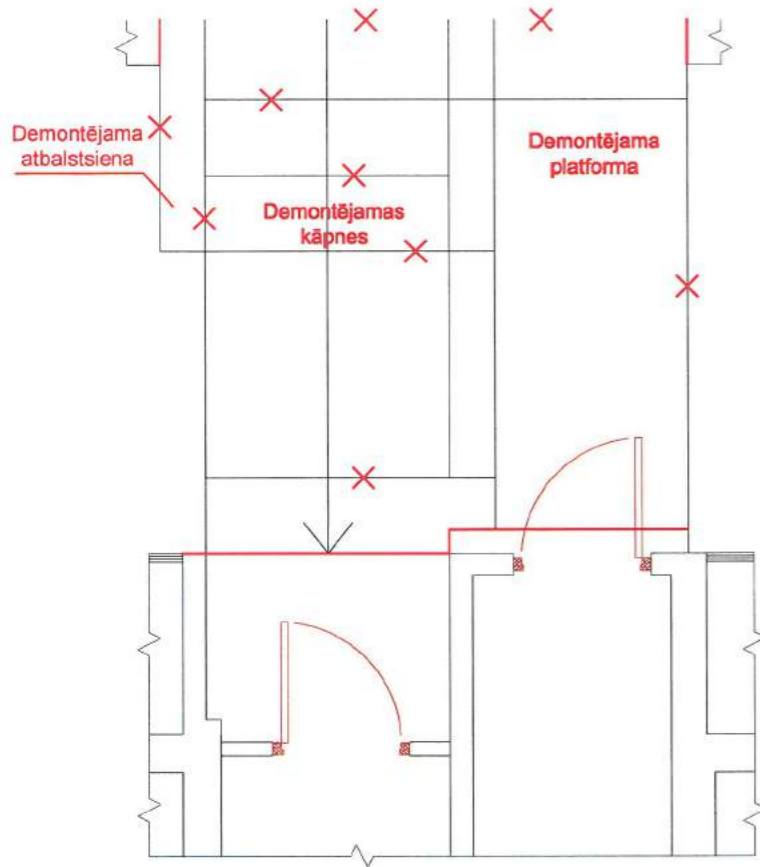 Demontējama
atbalstsiena
Demontējamas
kāpnes
Demontējama
platforma